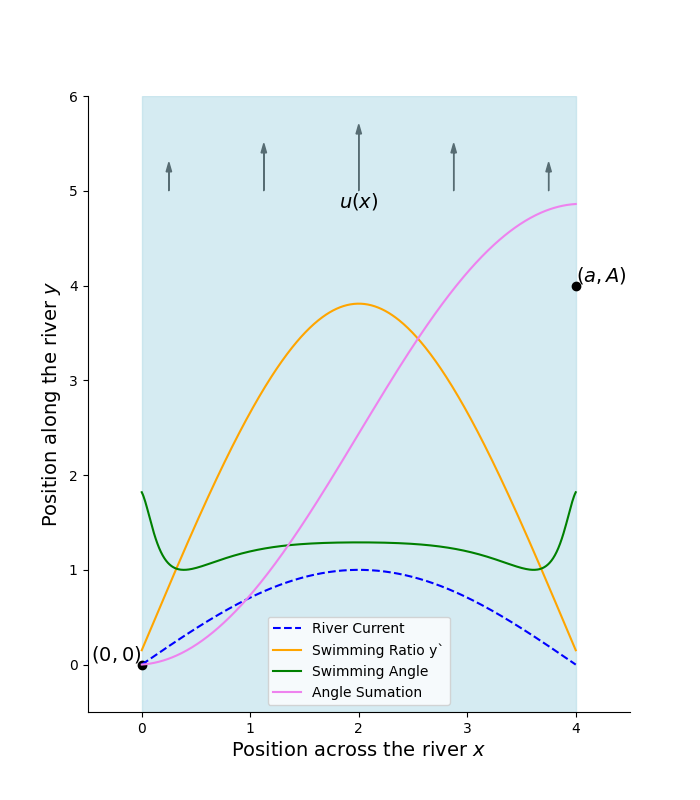 6
5
u(x)
4
(a, A)
3
2
1
0
(0, 0)
Position along the river y
River Current
Swimming Ratio y`
Swimming Angle
Angle Sumation
0 1 2 3 4
Position across the river x